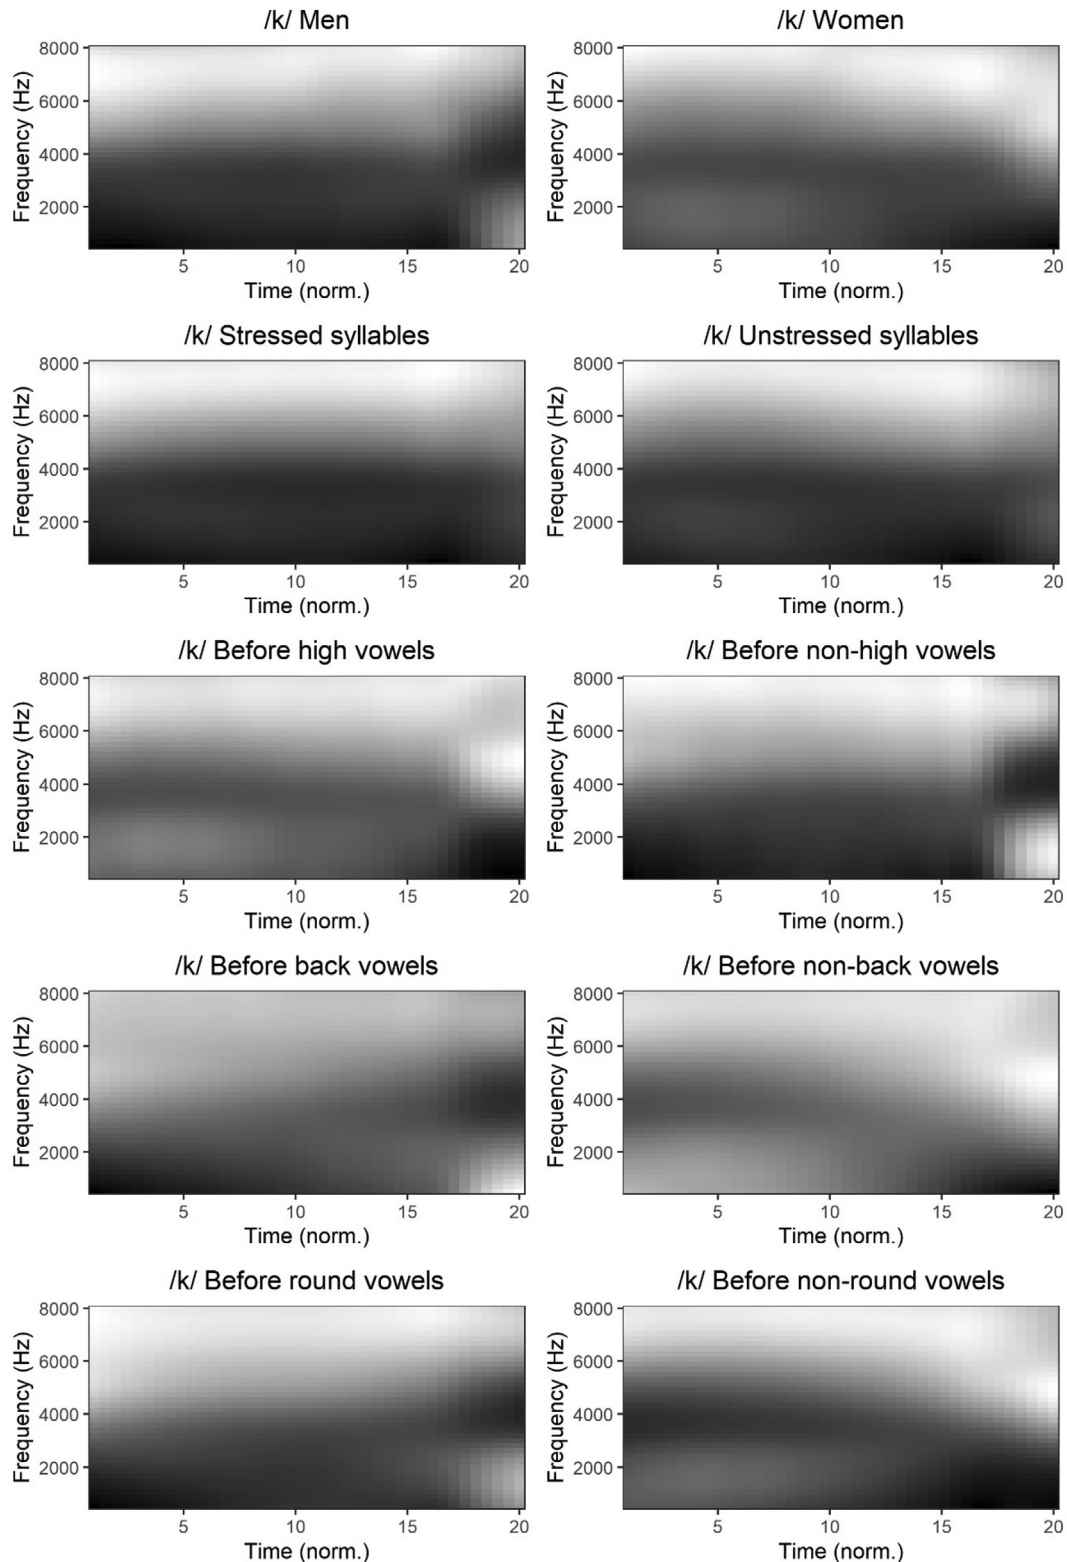 /k/ Men
8000
6000
4000
2000
Frequency (Hz)
5 10 15 20
Time (norm.)
/k/ Women
8000
6000
4000
2000
Frequency (Hz)
5 10 15 20
Time (norm.)
/k/ Stressed syllables
8000
6000
4000
2000
Frequency (Hz)
5 10 15 20
Time (norm.)
/k/ Unstressed syllables
8000
6000
4000
2000
Frequency (Hz)
5 10 15 20
Time (norm.)
/k/ Before high vowels
8000
6000
4000
2000
Frequency (Hz)
5 10 15 20
Time (norm.)
/k/ Before non-high vowels
8000
6000
4000
2000
Frequency (Hz)
5 10 15 20
Time (norm.)
/k/ Before back vowels
8000
6000
4000
2000
Frequency (Hz)
5 10 15 20
Time (norm.)
/k/ Before non-back vowels
8000
6000
4000
2000
Frequency (Hz)
5 10 15 20
Time (norm.)
/k/ Before round vowels
8000
6000
4000
2000
Frequency (Hz)
5 10 15 20
Time (norm.)
/k/ Before non-round vowels
8000
6000
4000
2000
Frequency (Hz)
5 10 15 20
Time (norm.)